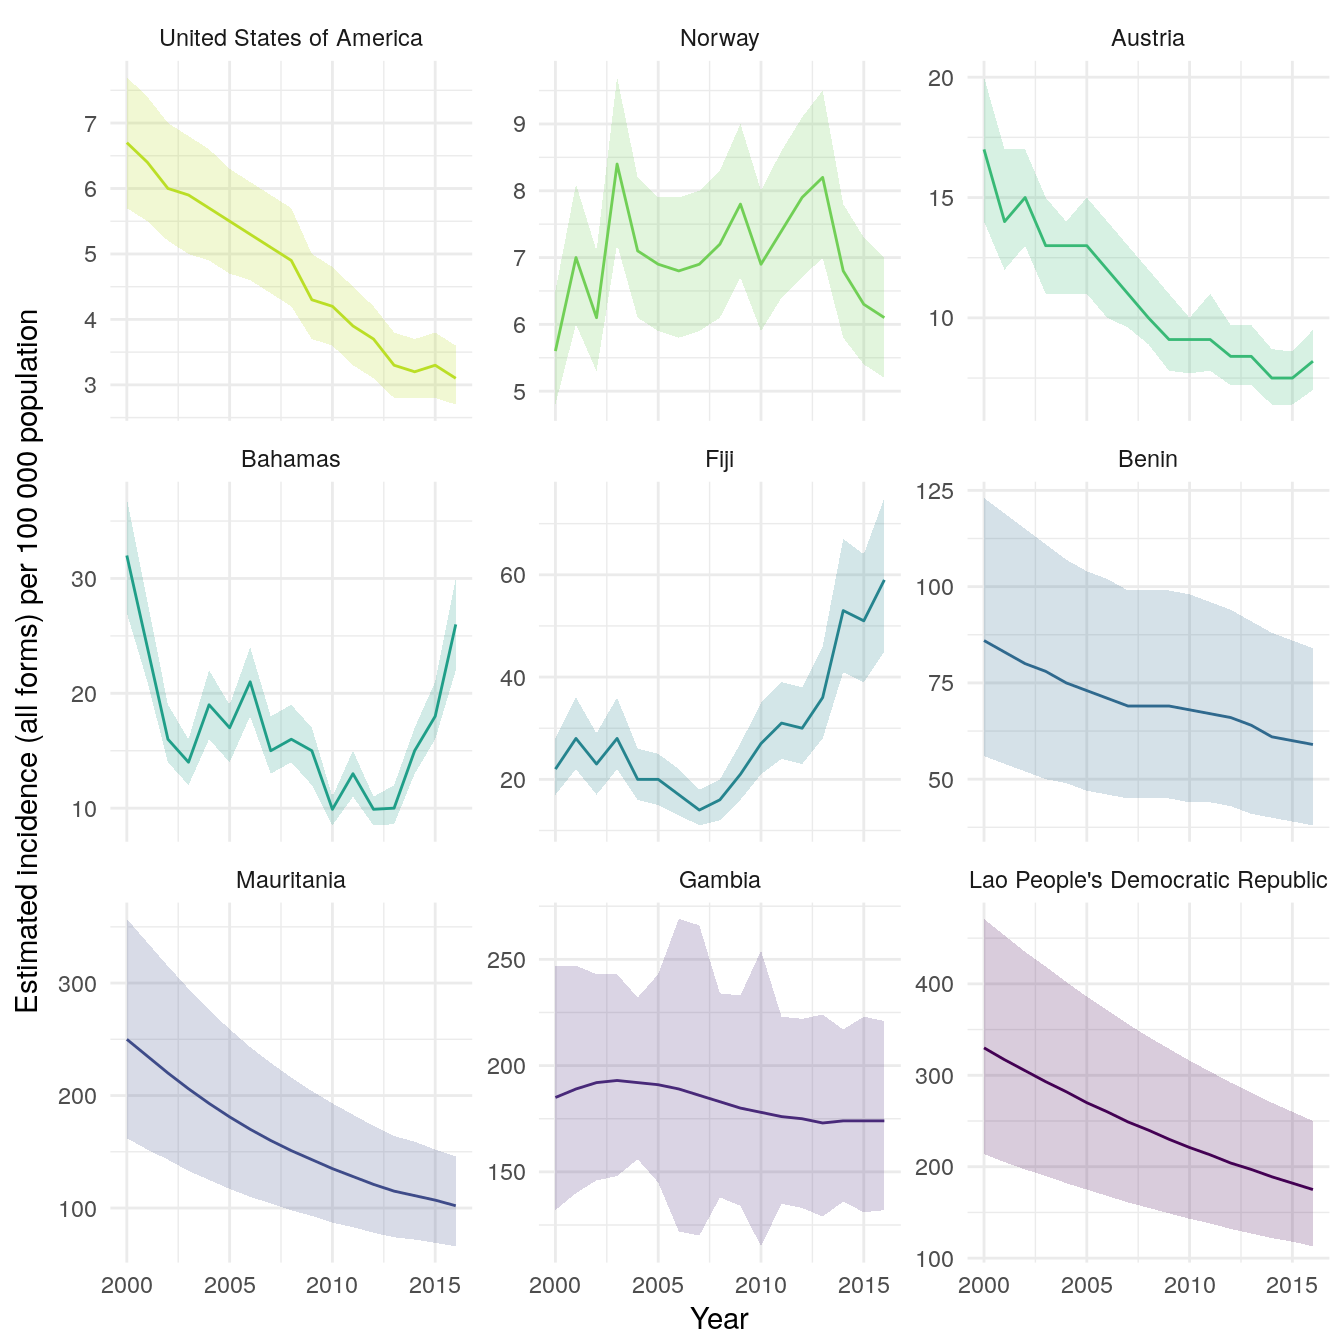 United States of America
Norway
Austria
7
6
5
4
3
9
8
7
6
5
20
15
10
Bahamas
Fiji
Benin
30
20
10
60
40
20
125
100
75
50
Mauritania
Gambia
Lao People's Democratic Republic
300
200
100
250
200
150
400
300
200
100
2000 2005 2010 2015
2000 2005 2010 2015
2000 2005 2010 2015
Year
Estimated incidence (all forms) per 100 000 population